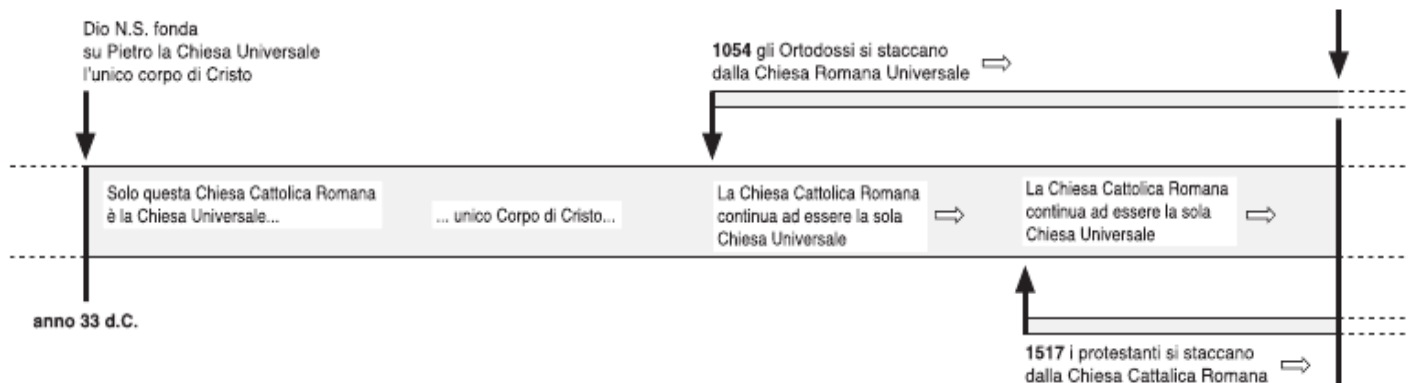 Dio N.S. fonda
su Pietro la Chiesa Universale
l'unico corpo di Cristo
1054 gli Ortodossi si staccano
dalla Chiesa Romana Universale
Solo questa Chiesa Cattolica Romana
è la Chiesa Universale...
... unico Corpo di Cristo...
La Chiesa Cattolica Romana
continua ad essere la sola
Chiesa Universale
La Chiesa Cattolica Romana
continua ad essere la sola
Chiesa Universale
anno 33 d.C.
1517 i protestanti si staccano
dalla Chiesa Cattalica Romana